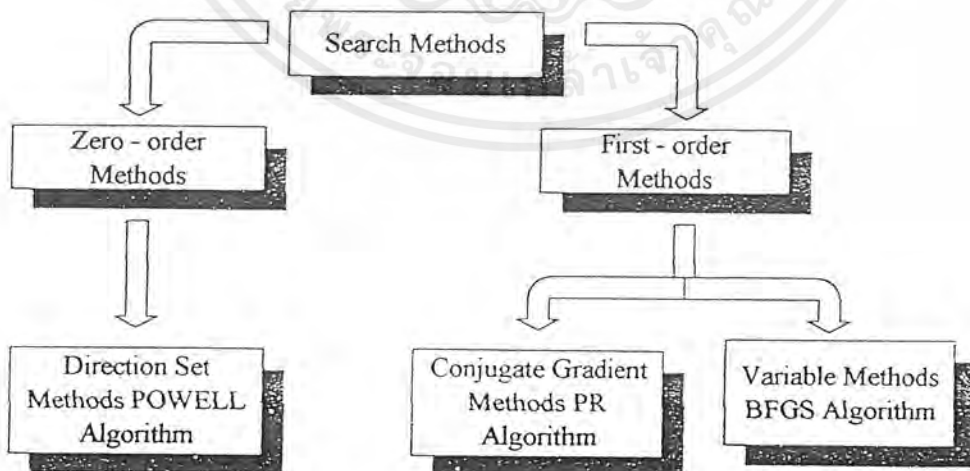 Search Methods
Zero - order
Methods
First - order
Methods
Direction Set
Methods POWELL
Algorithm
Conjugate Gradient
Methods PR
Algorithm
Variable Methods
BFGS Algorithm